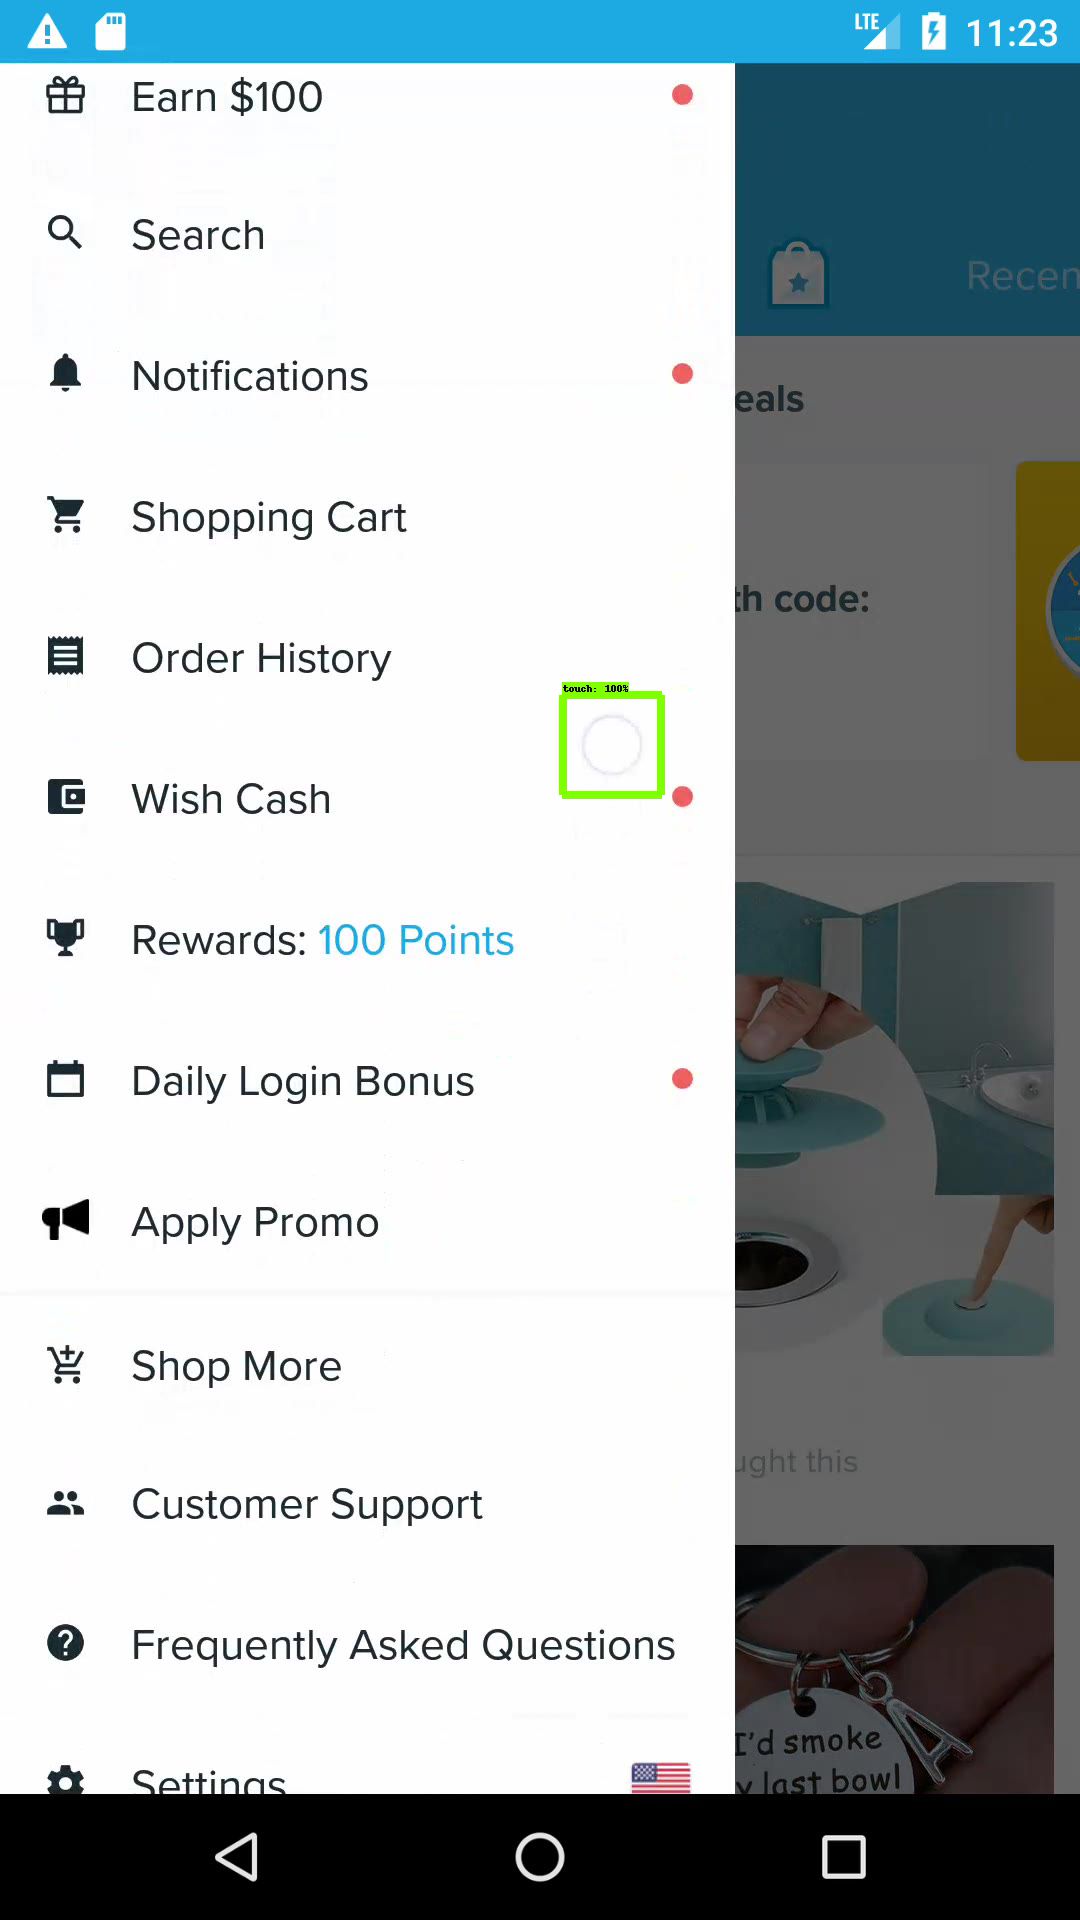 LTE 11:23
Earn $100
Search
Recen
Notifications
eals
Shopping Cart
th code:
Order History
touch: 100%
Wish Cash
Rewards: 100 Points
Daily Login Bonus
Apply Promo
Shop More
ught this
Customer Support
Frequently Asked Questions
I'd smoke
y last bowl
A
Settings